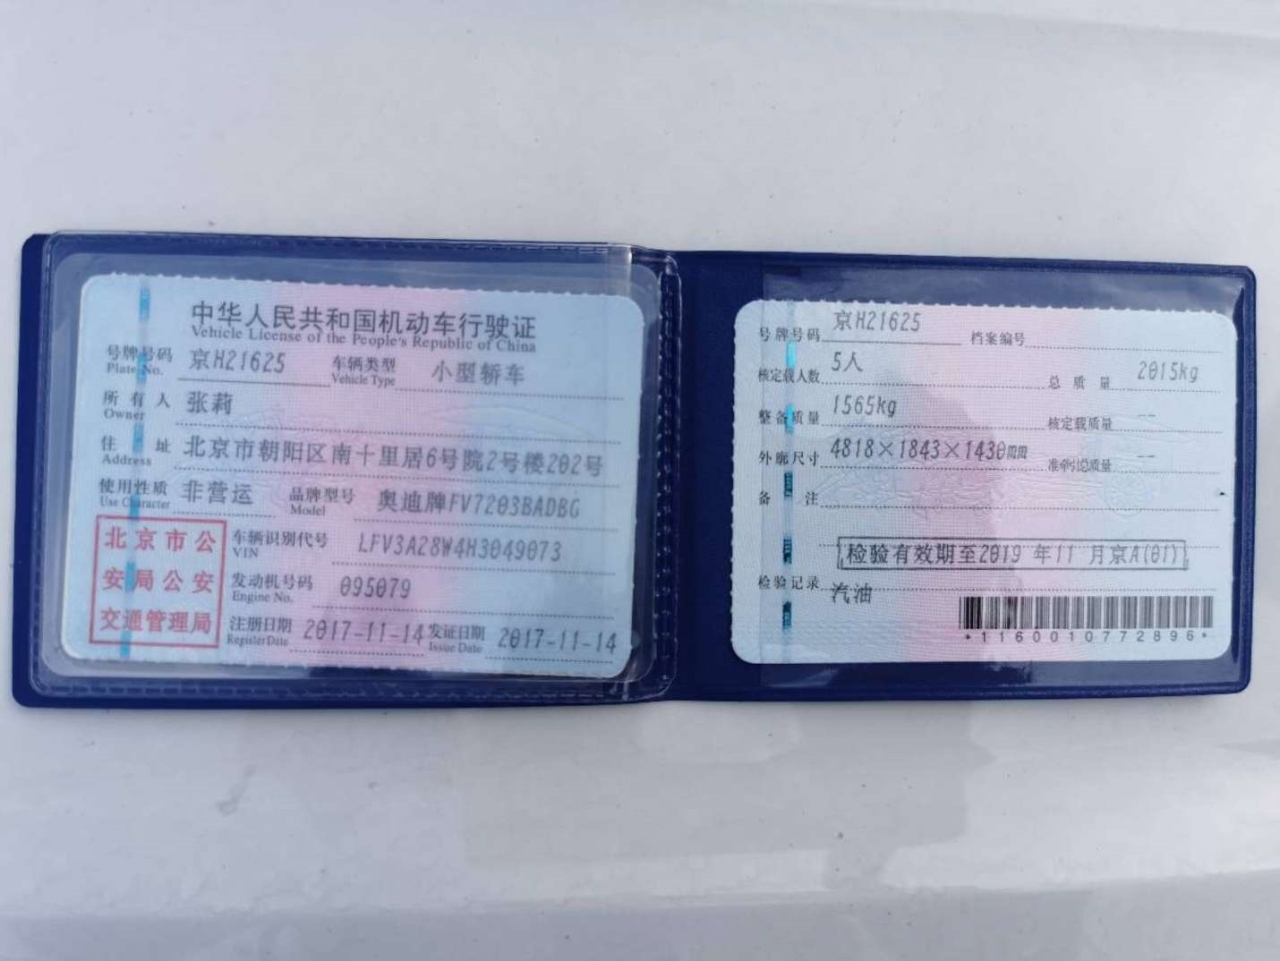 中华人民共和国机动车行驶证
Vehicle License of the People's Republic of China
号牌号码 京H21625 车辆类型 小型轿车
Plate No. Vehicle Type
所有人 张莉
Owner
住址 北京市朝阳区南十里居6号院2号楼202号
Address
使用性质 非营运 品牌型号 奥迪牌FV7203BADBG
Use Character Model
北京市公
安局公安
交通管理局
车辆识别代号 LFV3A28W4H3049073
VIN
发动机号码 095079
Engine No.
注册日期 2017-11-14 发证日期 2017-11-14
Register Date Issue Date
号牌号码 京H21625 档案编号
核定载人数 5人 总质量 2015kg
整备质量 1565kg 核定载质量 --
外廓尺寸 4818×1843×1430mm 准牵引总质量 --
备注
检验有效期至2019年11月京A(01)
检验记录 汽油
*1160010772896*